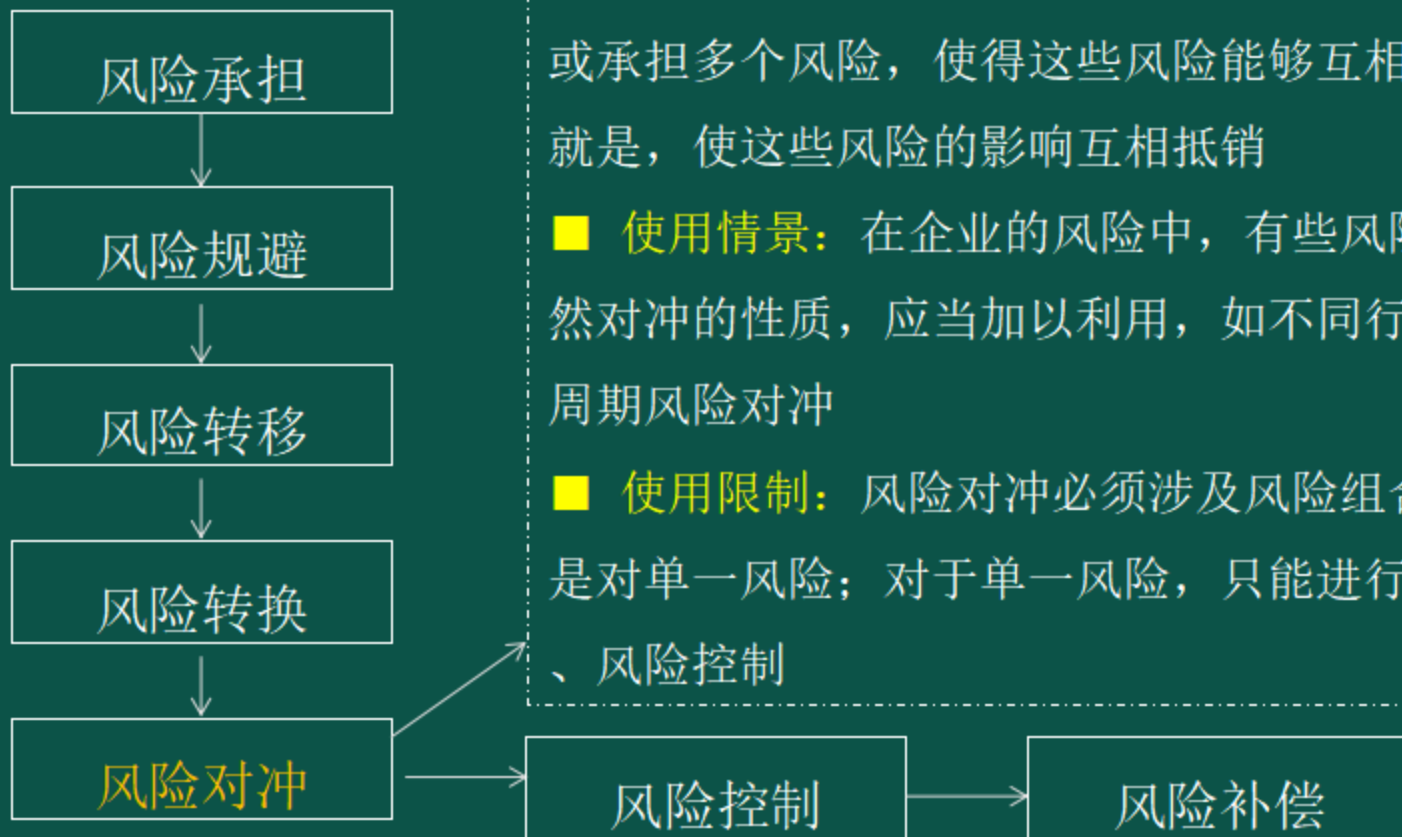 风险承担
风险规避
风险转移
风险转换
风险对冲
或承担多个风险，使得这些风险能够互相
就是，使这些风险的影响互相抵销
■ 使用情景：在企业的风险中，有些风险
然对冲的性质，应当加以利用，如不同行
周期风险对冲
■ 使用限制：风险对冲必须涉及风险组合
是对单一风险；对于单一风险，只能进行
、风险控制
风险控制
风险补偿